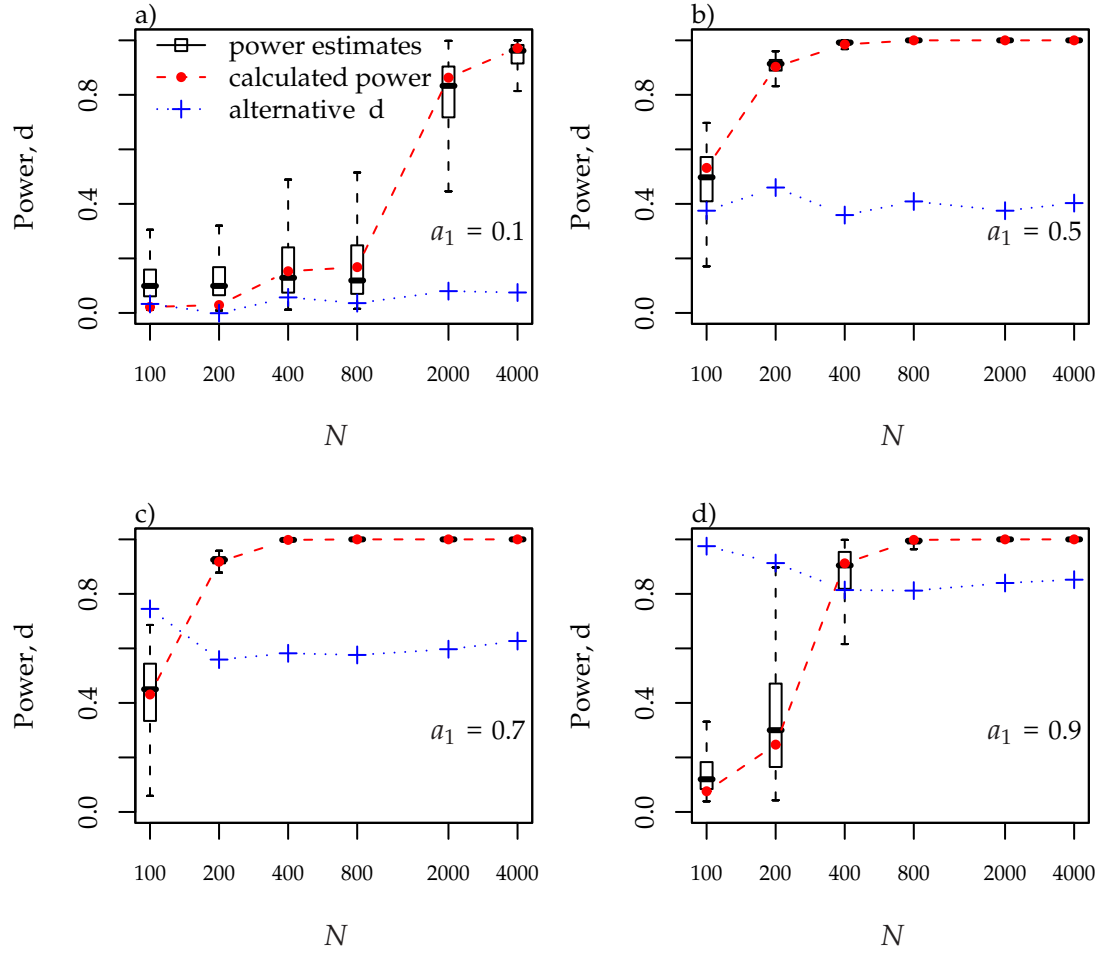 a)
power estimates
calculated power
alternative d
Power, d
0.0 0.4 0.8
a1 = 0.1
100 200 400 800 2000 4000
N
b)
Power, d
0.0 0.4 0.8
a1 = 0.5
100 200 400 800 2000 4000
N
c)
Power, d
0.0 0.4 0.8
a1 = 0.7
100 200 400 800 2000 4000
N
d)
Power, d
0.0 0.4 0.8
a1 = 0.9
100 200 400 800 2000 4000
N